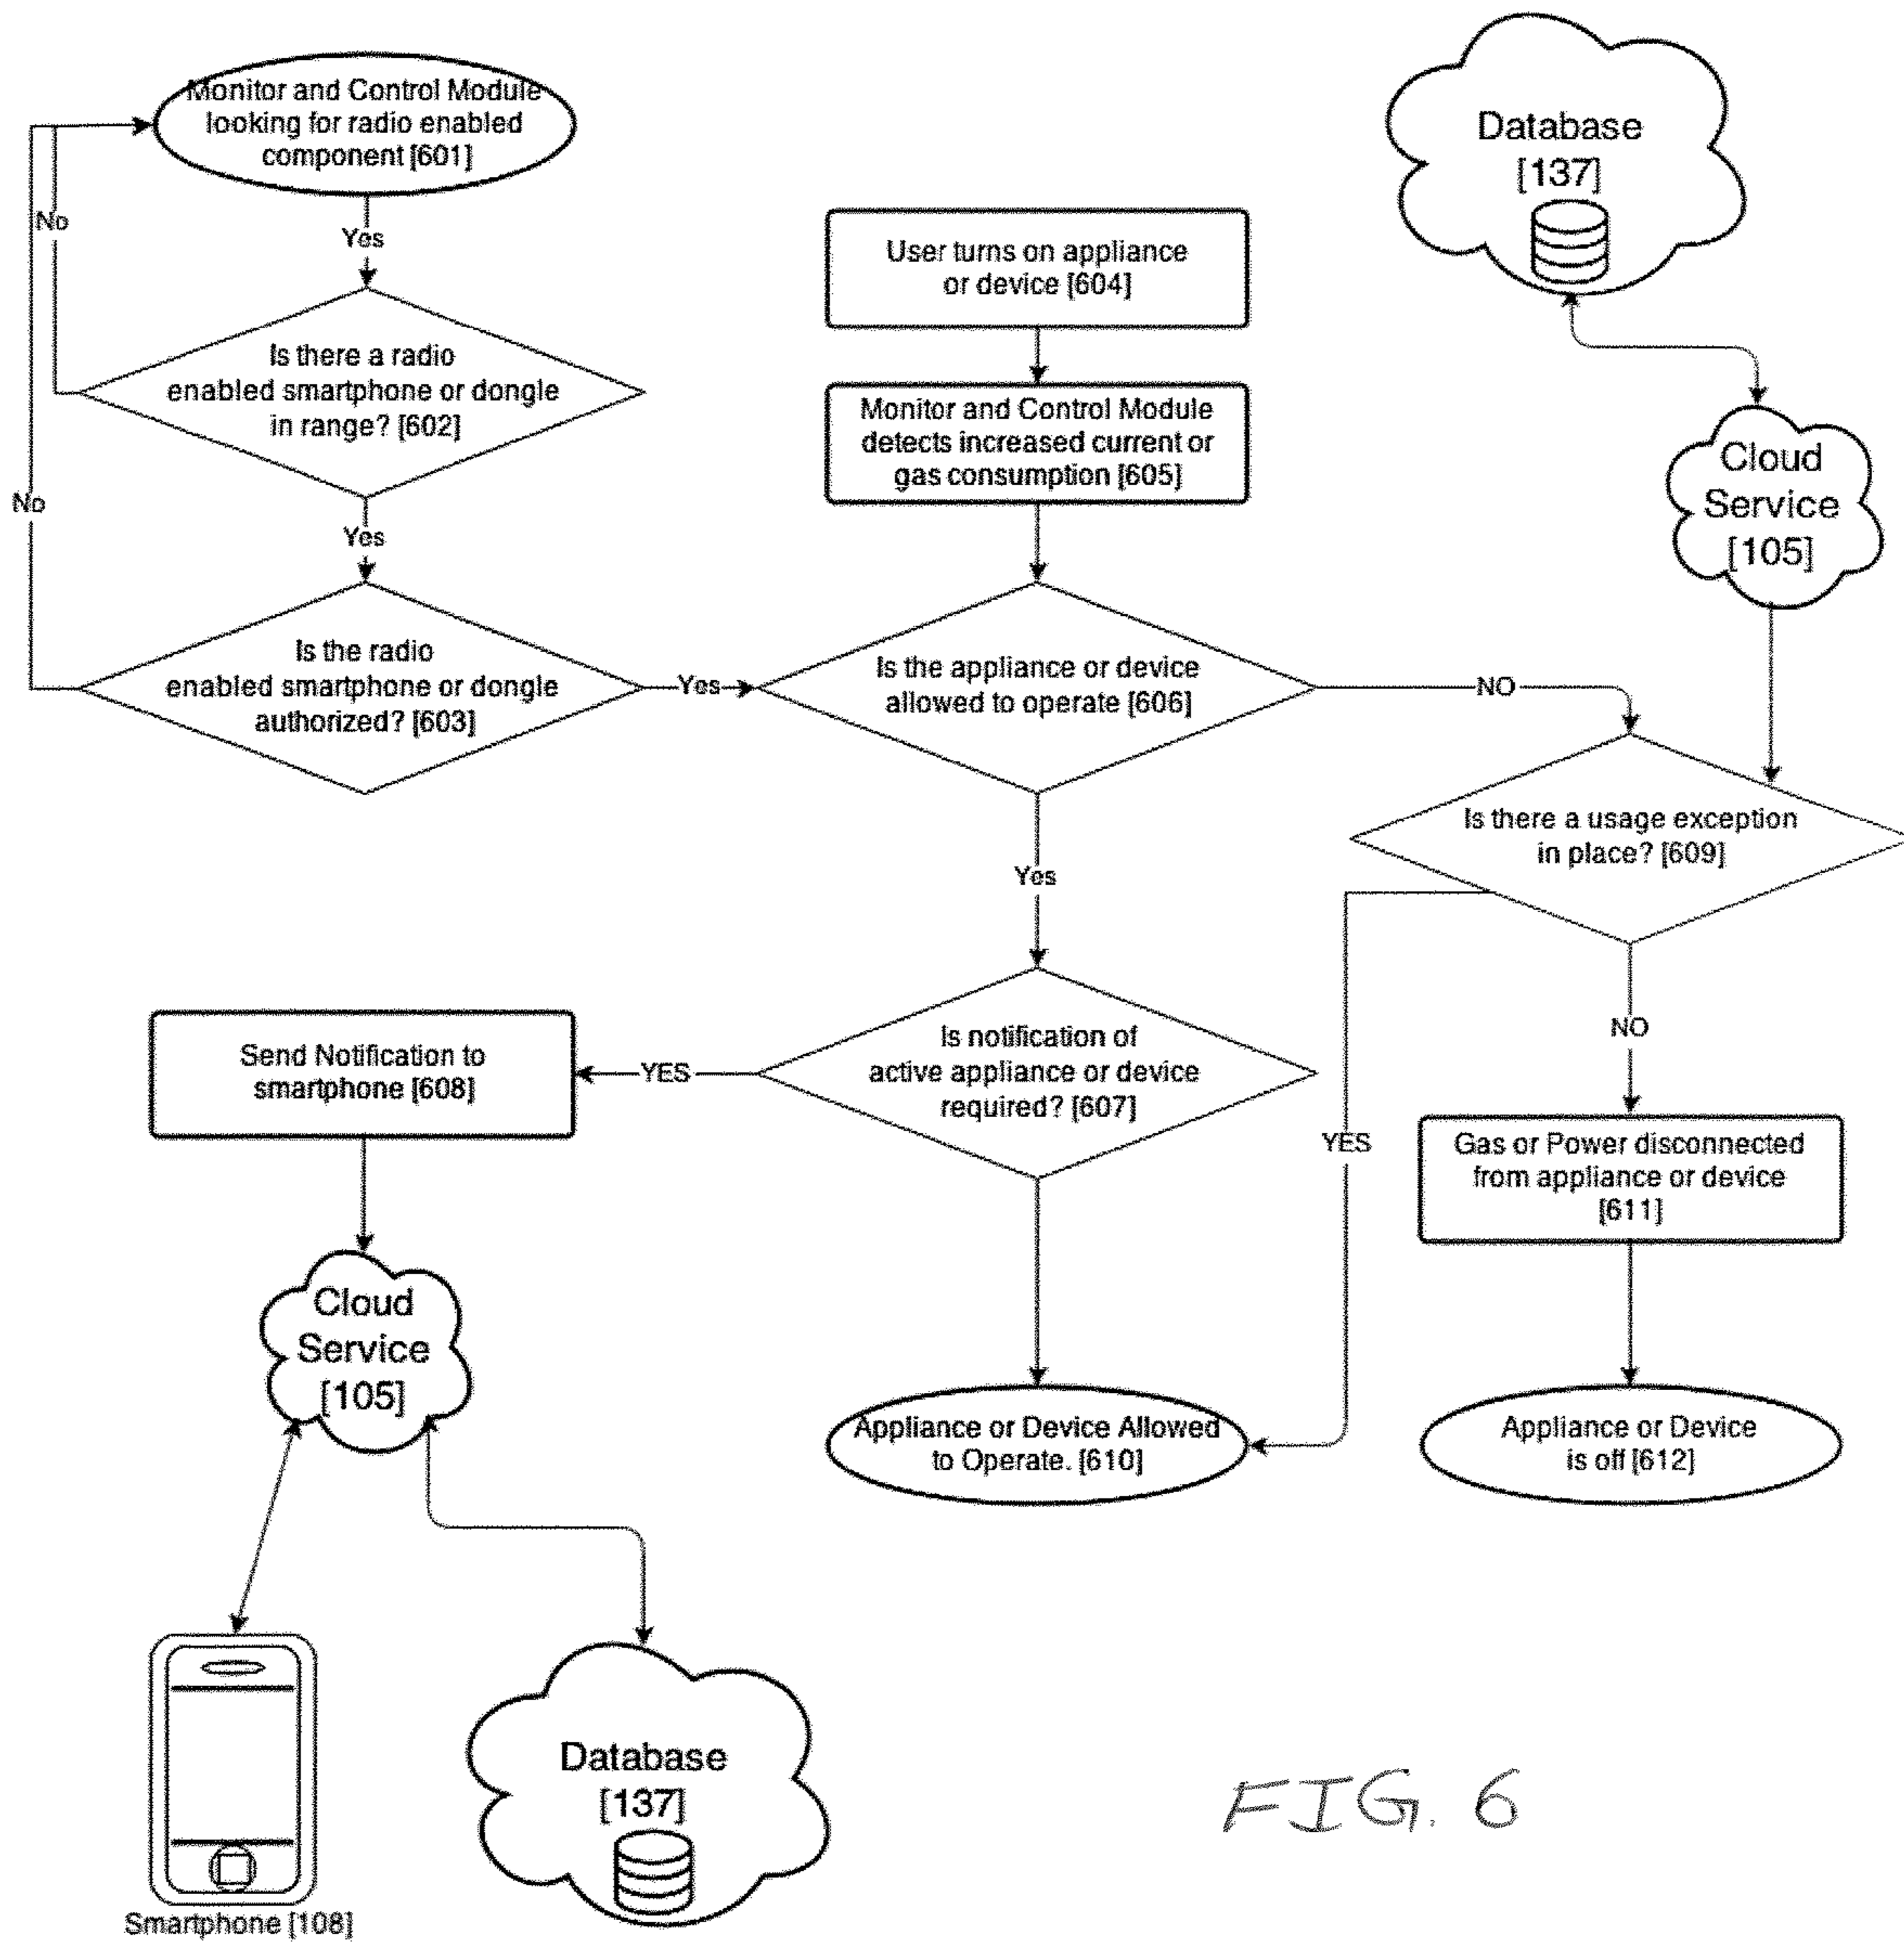 Monitor and Control Module
looking for radio enabled
component [601]
No
Yes
Is there a radio
enabled smartphone or dongle
in range? [602]
No
Yes
Is the radio
enabled smartphone or dongle
authorized? [603]
Yes
User turns on appliance
or device [604]
Monitor and Control Module
detects increased current or
gas consumption [605]
Is the appliance or device
allowed to operate [606]
NO
Yes
Database
[137]
Cloud
Service
[105]
Is there a usage exception
in place? [609]
NO
YES
Is notification of
active appliance or device
required? [607]
YES
Send Notification to
smartphone [608]
Gas or Power disconnected
from appliance or device
[611]
Cloud
Service
[105]
Appliance or Device Allowed
to Operate. [610]
Appliance or Device
is off [612]
Database
[137]
Smartphone [108]
FIG. 6